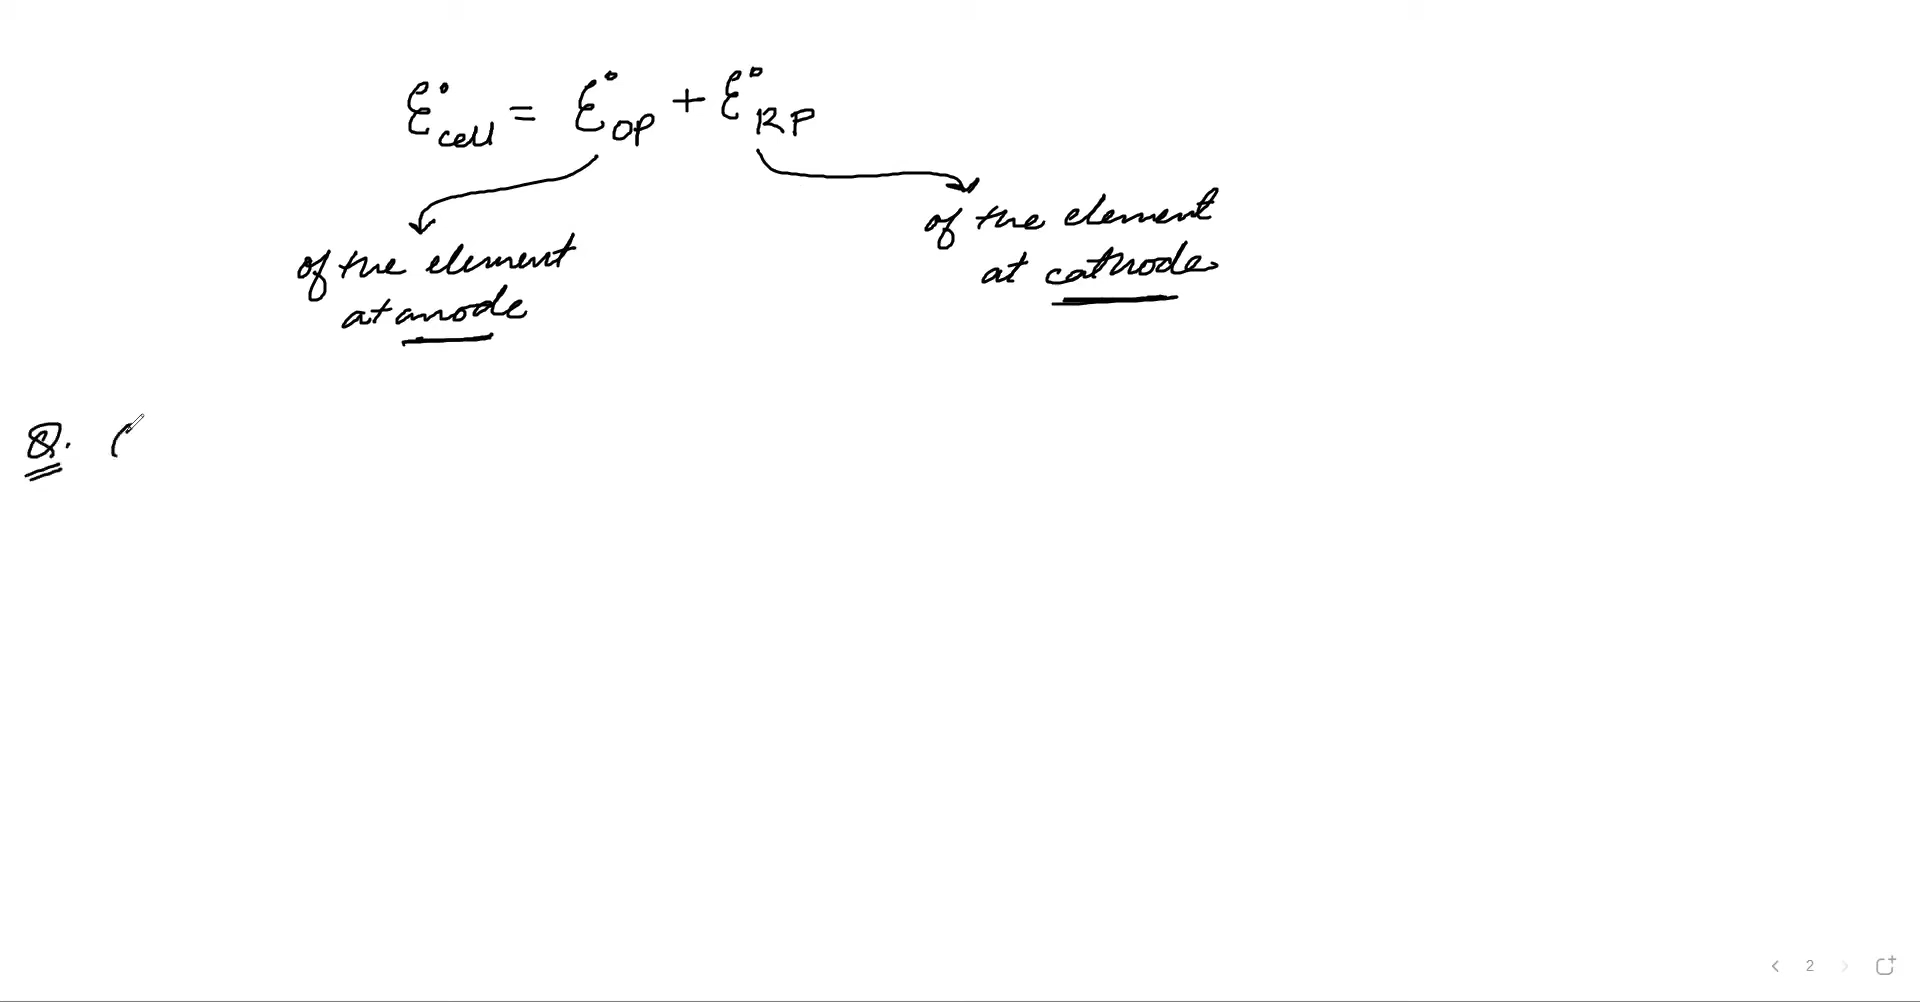 ℰ°cell = ℰ°OP + ℰ°RP
of the element
at cathode
of the element
at anode
Q. (
2